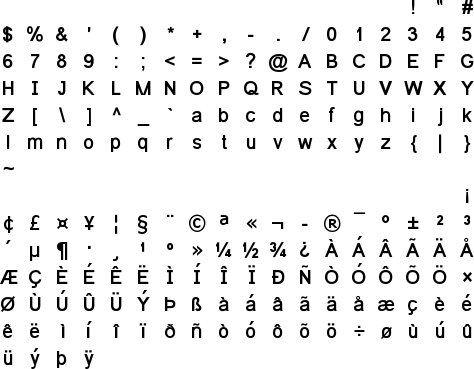 ! " #
$ % & ' ( ) * + , - . / 0 1 2 3 4 5
6 7 8 9 : ; < = > ? @ A B C D E F G
H I J K L M N O P Q R S T U V W X Y
Z [ \ ] ^ _ ` a b c d e f g h i j k
l m n o p q r s t u v w x y z { | }
~
¡
¢ £ ¤ ¥ ¦ § ¨ © ª « ¬ - ® ¯ ° ± ² ³
´ µ ¶ · ¸ ¹ º » ¼ ½ ¾ ¿ À Á Â Ã Ä Å
Æ Ç È É Ê Ë Ì Í Î Ï Ð Ñ Ò Ó Ô Õ Ö ×
Ø Ù Ú Û Ü Ý Þ ß à á â ã ä å æ ç è é
ê ë ì í î ï ð ñ ò ó ô õ ö ÷ ø ù ú û
ü ý þ ÿ